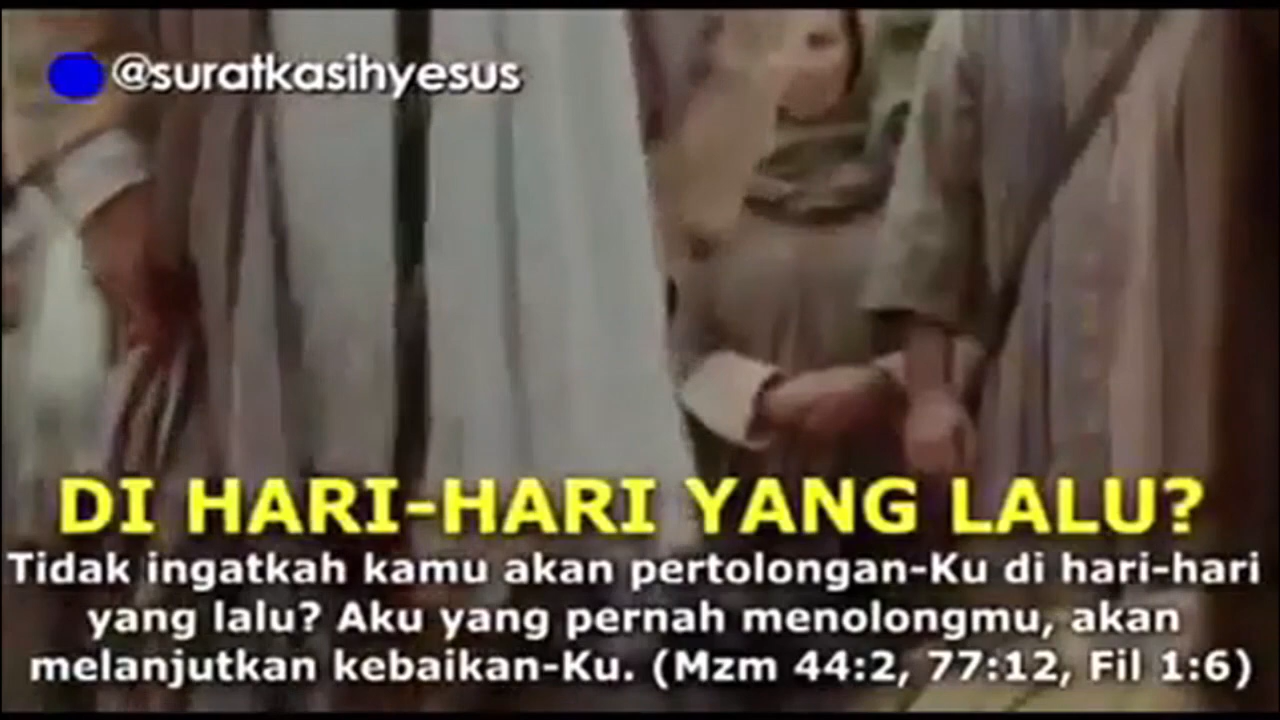 @suratkasihyesus
DI HARI-HARI YANG LALU?
Tidak ingatkah kamu akan pertolongan-Ku di hari-hari
yang lalu? Aku yang pernah menolongmu, akan
melanjutkan kebaikan-Ku. (Mzm 44:2, 77:12, Fil 1:6)